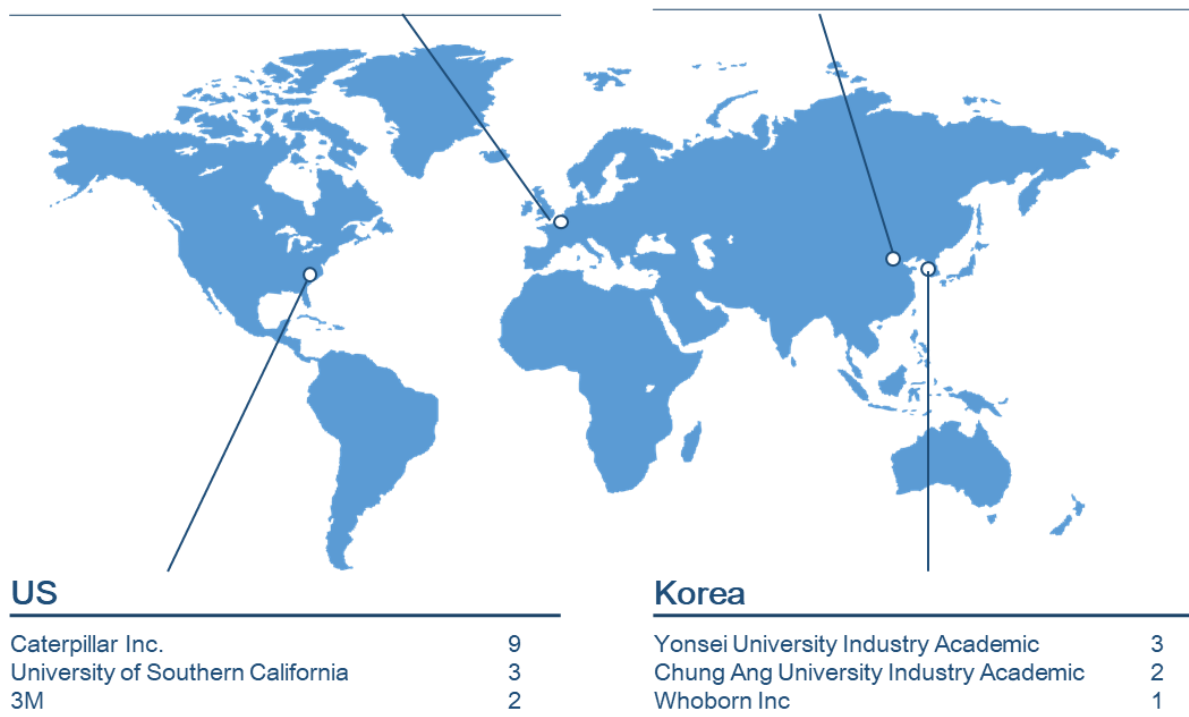 US
Caterpillar Inc. 9
University of Southern California 3
3M 2
Korea
Yonsei University Industry Academic 3
Chung Ang University Industry Academic 2
Whoborn Inc 1